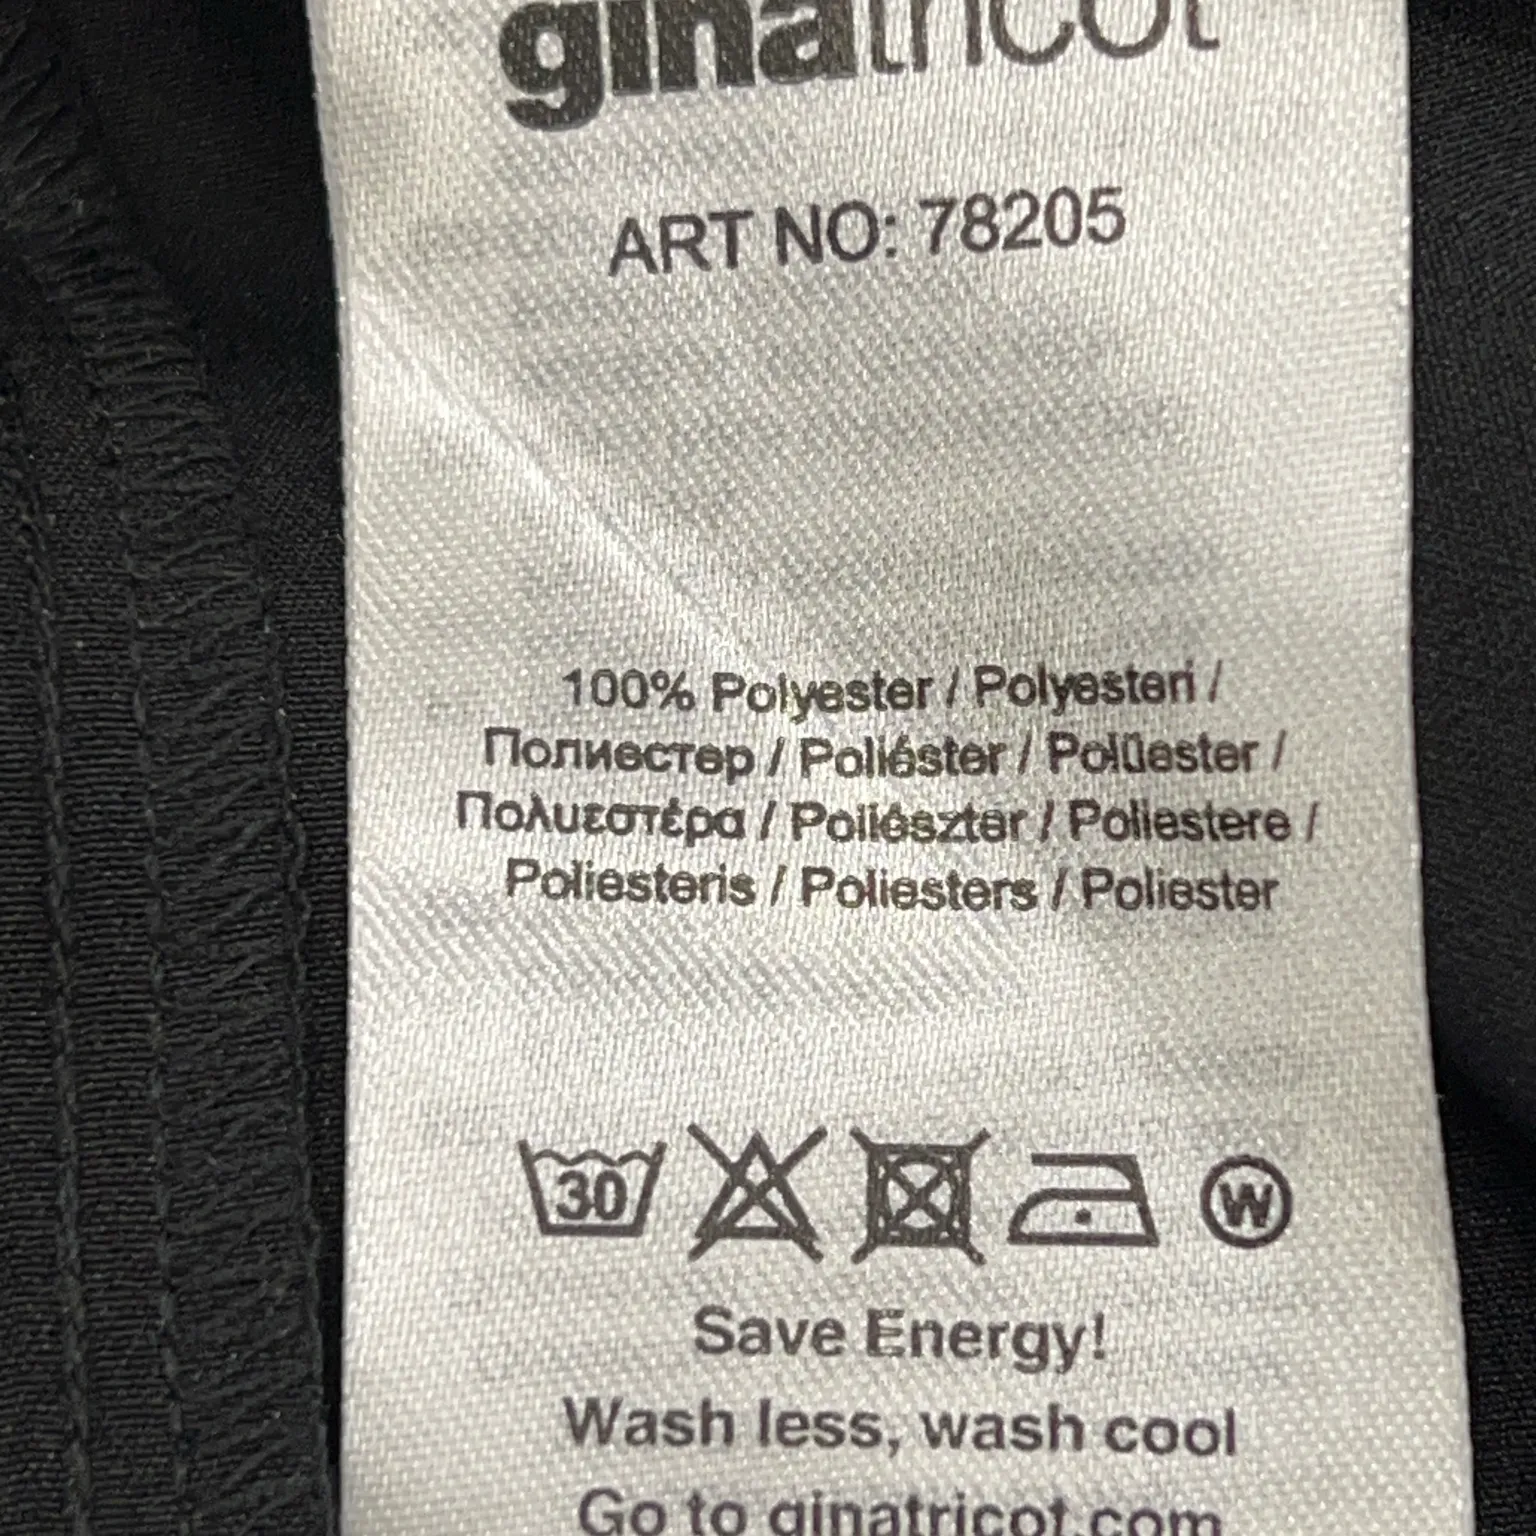 ginatricot
ART NO: 78205
100% Polyester / Polyesteri /
Полиестер / Poliéster / Polüester /
Πολυεστέρα / Poliészter / Poliestere /
Poliesteris / Poliesters / Poliester
30
W
Save Energy!
Wash less, wash cool
Go to ginatricot.com